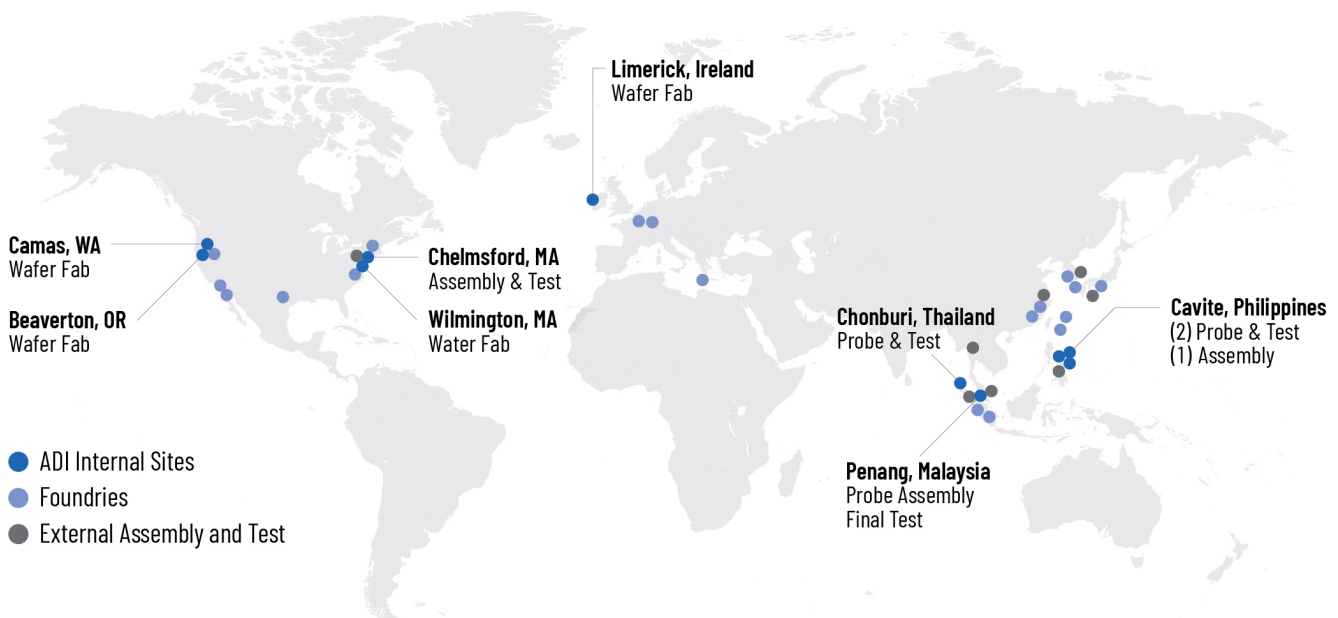 Limerick, Ireland
Wafer Fab
Camas, WA
Wafer Fab
Beaverton, OR
Wafer Fab
Chelmsford, MA
Assembly & Test
Wilmington, MA
Water Fab
Chonburi, Thailand
Probe & Test
Cavite, Philippines
(2) Probe & Test
(1) Assembly
Penang, Malaysia
Probe Assembly
Final Test
ADI Internal Sites
Foundries
External Assembly and Test